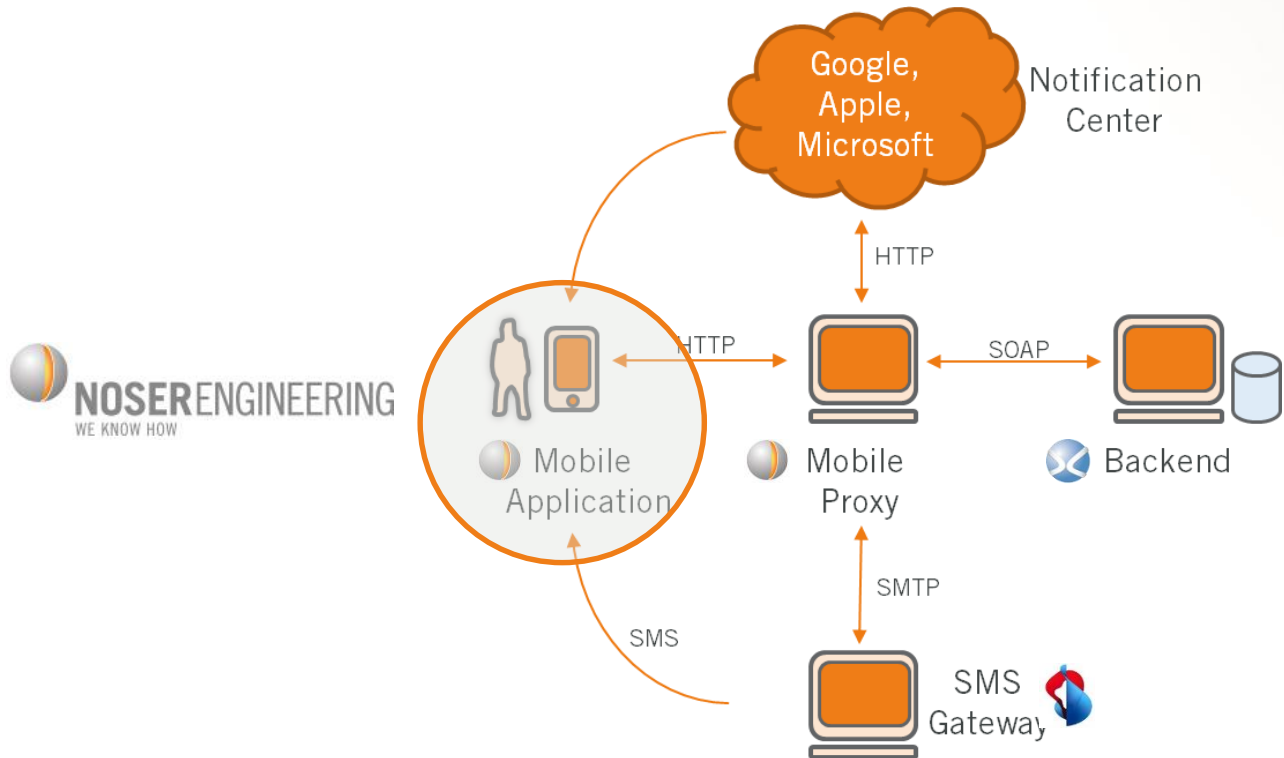 Google,
Apple,
Microsoft
Notification
Center
HTTP
HTTP
SOAP
NOSERENGINEERING
WE KNOW HOW
Mobile
Application
Mobile
Proxy
Backend
SMTP
SMS
SMS
Gateway